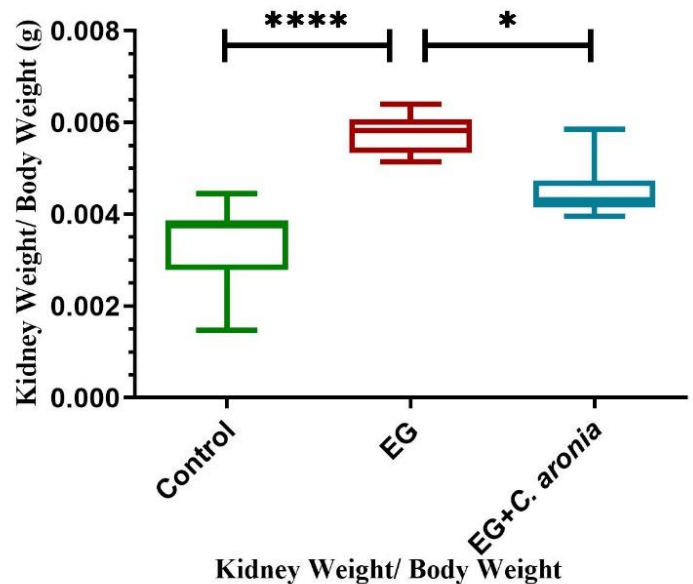 ****
*
Kidney Weight/ Body Weight (g)
0.008
0.006
0.004
0.002
0.000
Control
EG
EG+C. aronia
Kidney Weight/ Body Weight